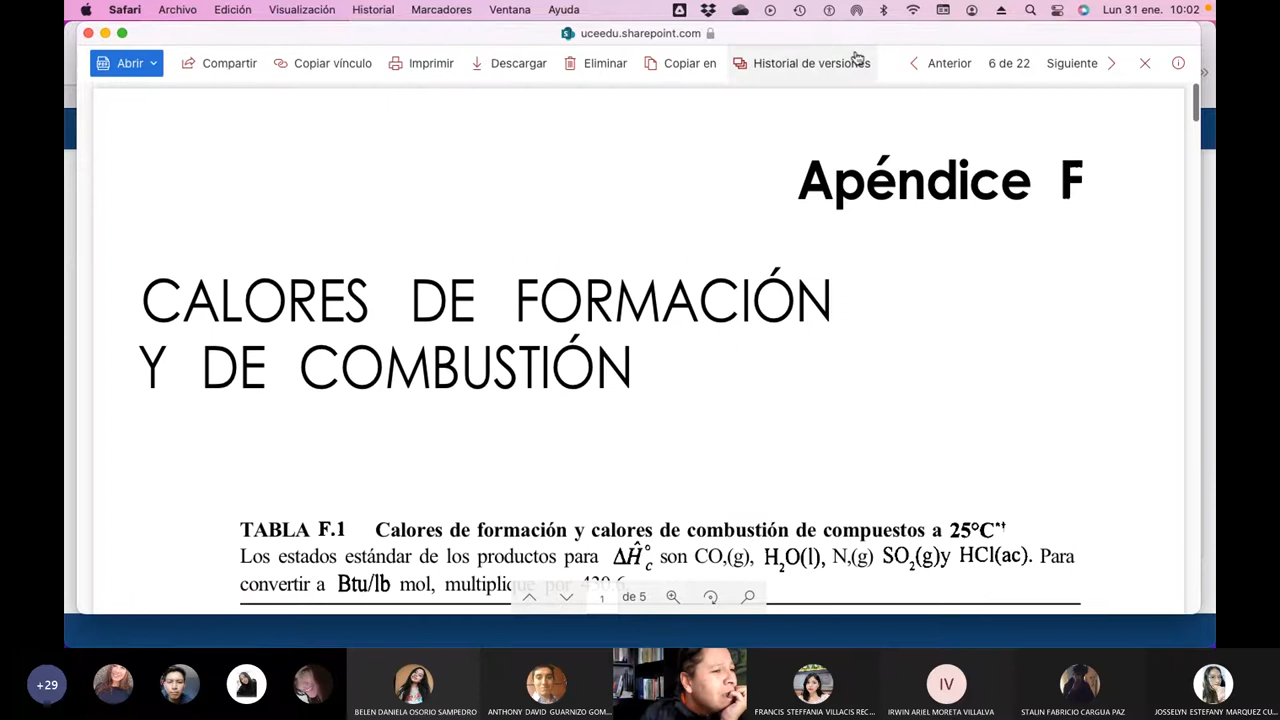 Safari Archivo Edición Visualización Historial Marcadores Ventana Ayuda Lun 31 ene. 10:02
uceedu.sharepoint.com
Abrir Compartir Copiar vínculo Imprimir Descargar Eliminar Copiar en Historial de versiones Anterior 6 de 22 Siguiente
Apéndice F
CALORES DE FORMACIÓN
Y DE COMBUSTIÓN
TABLA F.1 Calores de formación y calores de combustión de compuestos a 25°C*†
Los estados estándar de los productos para ΔĤ°c son CO,(g), H₂O(l), N,(g) SO₂(g)y HCl(ac). Para
convertir a Btu/lb mol, multiplique por 430.6
1 de 5
+29 BELEN DANIELA OSORIO SAMPEDRO ANTHONY DAVID GUARNIZO GOM... FRANCIS STEFFANIA VILLACIS REC... IV IRWIN ARIEL MORETA VILLALVA STALIN FABRICIO CARGUA PAZ JOSSELYN ESTEFANY MARQUEZ CU...